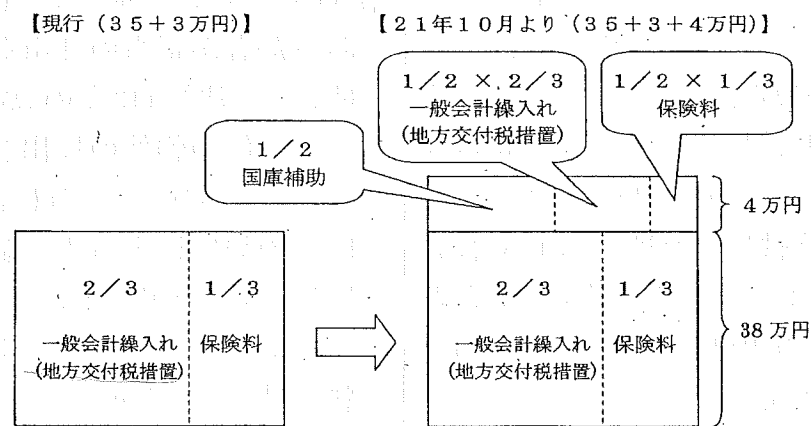 【現行（３５＋３万円）】
【２１年１０月より（３５＋３＋４万円）】
１／２ × ２／３
一般会計繰入れ
(地方交付税措置)
１／２ × １／３
保険料
１／２
国庫補助
４万円
２／３
一般会計繰入れ
(地方交付税措置)
１／３
保険料
２／３
一般会計繰入れ
(地方交付税措置)
１／３
保険料
38 万円